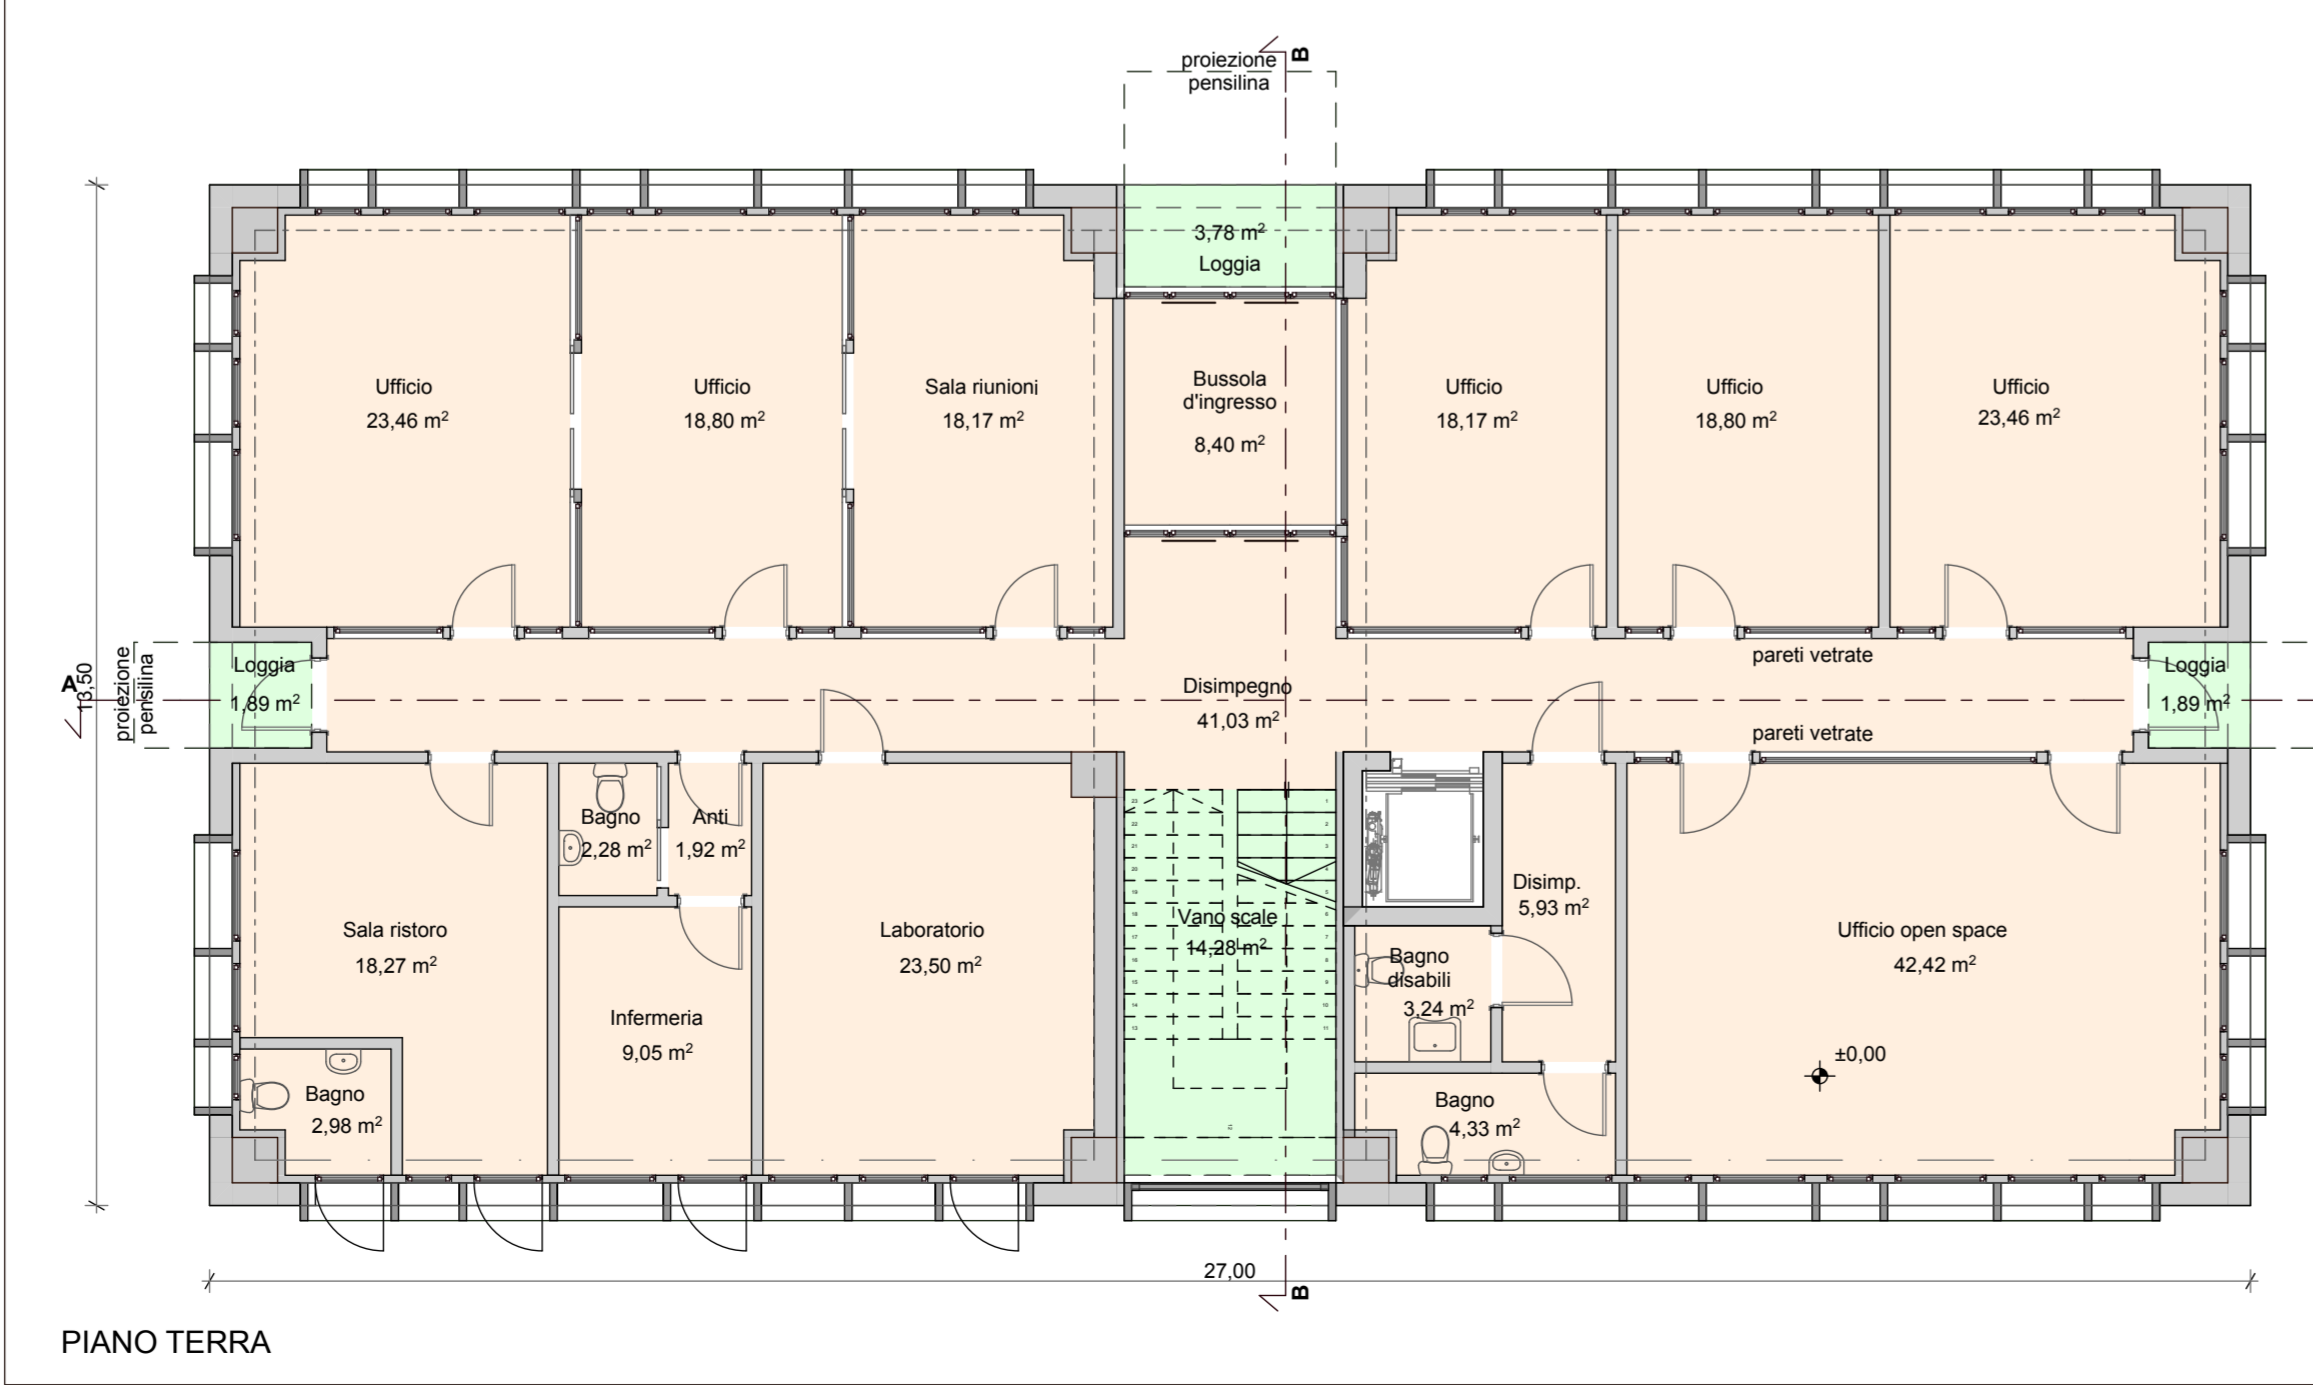 proiezione
pensilina
B
3,78 m²
Loggia
Ufficio
23,46 m²
Ufficio
18,80 m²
Sala riunioni
18,17 m²
Bussola
d'ingresso
8,40 m²
Ufficio
18,17 m²
Ufficio
18,80 m²
Ufficio
23,46 m²
A
13,50
proiezione
pensilina
Loggia
1,89 m²
Disimpegno
41,03 m²
pareti vetrate
pareti vetrate
Loggia
1,89 m²
Bagno
2,28 m²
Anti
1,92 m²
Sala ristoro
18,27 m²
Infermeria
9,05 m²
Laboratorio
23,50 m²
Vano scale
14,28 m²
Disimp.
5,93 m²
Bagno
disabili
3,24 m²
Ufficio open space
42,42 m²
±0,00
Bagno
2,98 m²
Bagno
4,33 m²
27,00
B
PIANO TERRA